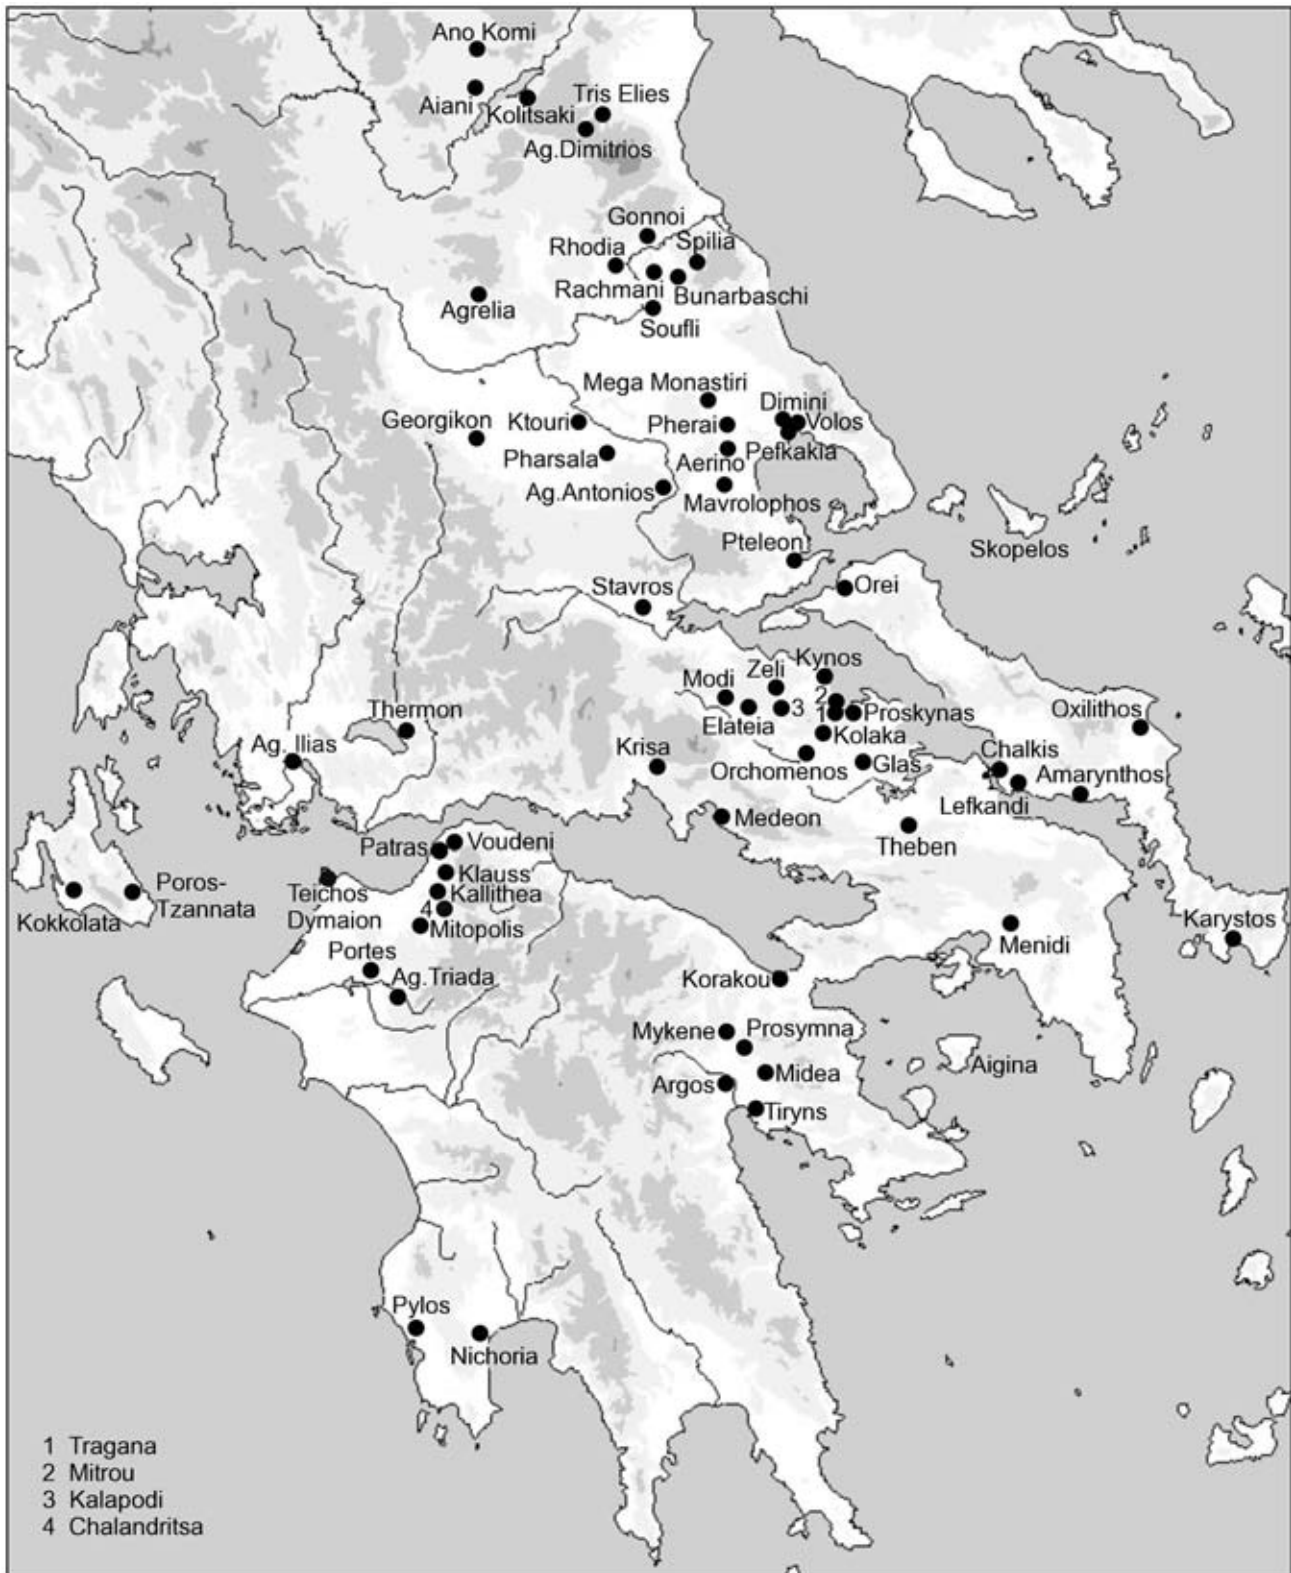 Ano Komi
Aiani
Kolitsaki
Tris Elies
Ag.Dimitrios
Gonnoi
Spilia
Rhodia
Rachmani
Bunarbaschi
Agrelia
Soufli
Mega Monastiri
Dimini
Georgikon
Ktouri
Pherai
Volos
Pharsala
Aerino
Pefkakia
Ag.Antonios
Mavrolophos
Skopelos
Pteleon
Stavros
Orei
Kynos
Zeli
Modi
2
3
1
Proskynas
Elateia
Thermon
Kolaka
Oxilithos
Ag. Ilias
Krisa
Orchomenos
Glas
Chalkis
Amarynthos
Lefkandi
Medeon
Theben
Patras
Voudeni
Klauss
Teichos
Dymaion
Kallithea
Poros-
Tzannata
Kokkolata
4
Mitopolis
Karystos
Menidi
Portes
Ag.Triada
Korakou
Mykene
Prosymna
Aigina
Midea
Argos
Tiryns
Pylos
Nichoria
1 Tragana
2 Mitrou
3 Kalapodi
4 Chalandritsa